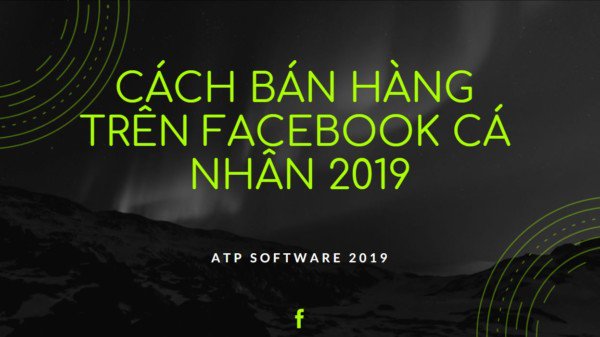 CÁCH BÁN HÀNG
TRÊN FACEBOOK CÁ
NHÂN 2019
ATP SOFTWARE 2019
f